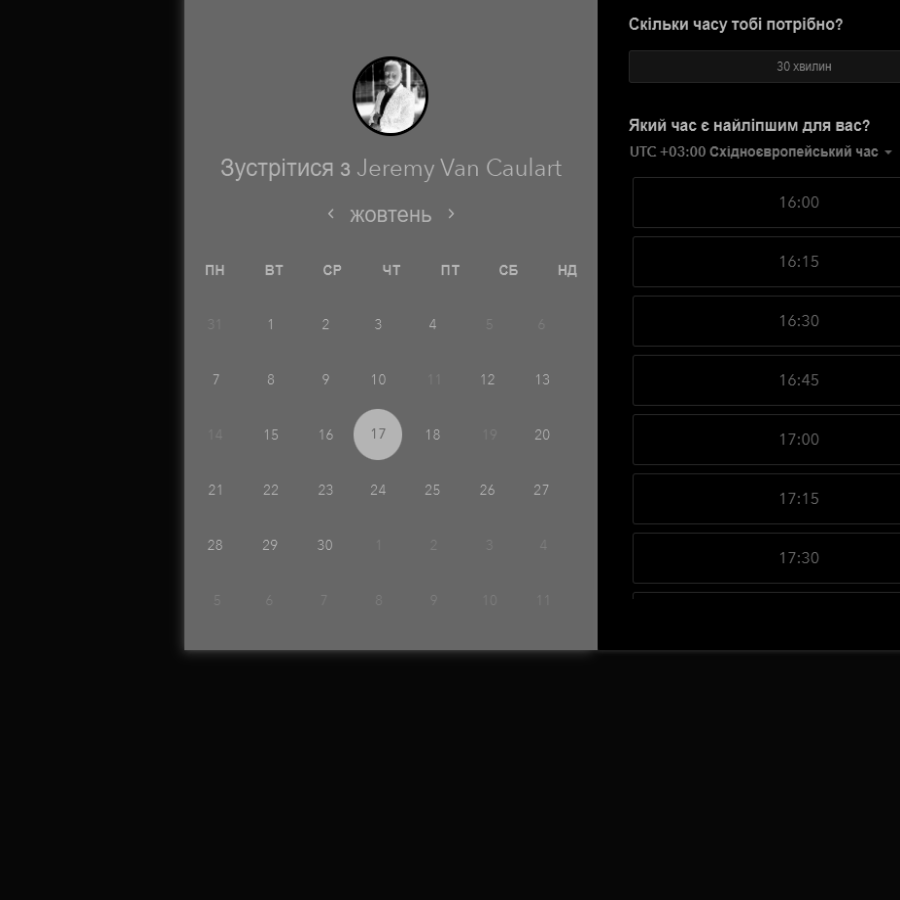 Зустрітися з Jeremy Van Caulart
жовтень
ПН ВТ СР ЧТ ПТ СБ НД
31 1 2 3 4 5 6
7 8 9 10 11 12 13
14 15 16 17 18 19 20
21 22 23 24 25 26 27
28 29 30 1 2 3 4
5 6 7 8 9 10 11
Скільки часу тобі потрібно?
30 хвилин
Який час є найліпшим для вас?
UTC +03:00 Східноєвропейський час
16:00
16:15
16:30
16:45
17:00
17:15
17:30